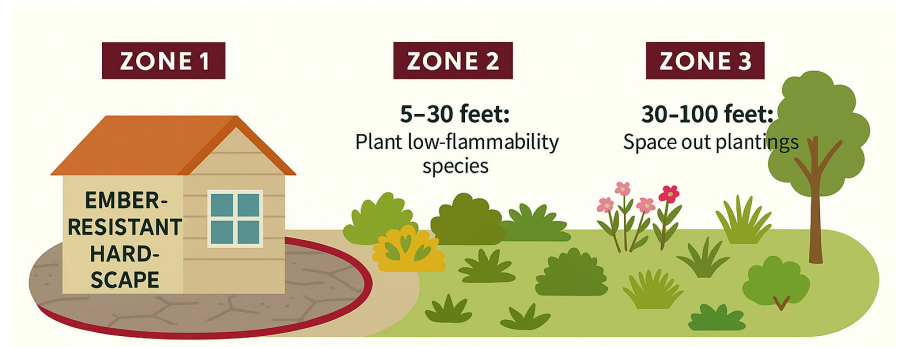 ZONE 1
EMBER-
RESISTANT
HARD-
SCAPE
ZONE 2
5–30 feet:
Plant low-flammability
species
ZONE 3
30–100 feet:
Space out plantings